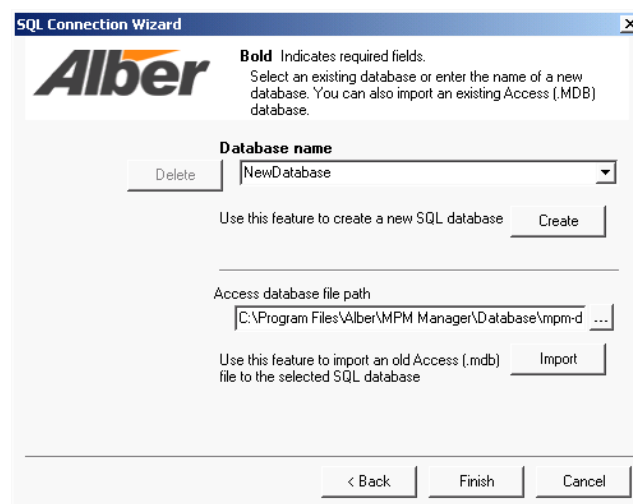 SQL Connection Wizard
Alber
Bold Indicates required fields.
Select an existing database or enter the name of a new
database. You can also import an existing Access (.MDB)
database.
Database name
Delete
NewDatabase
Use this feature to create a new SQL database
Create
Access database file path
C:\Program Files\Alber\MPM Manager\Database\mpm-d
...
Use this feature to import an old Access (.mdb)
file to the selected SQL database
Import
< Back
Finish
Cancel